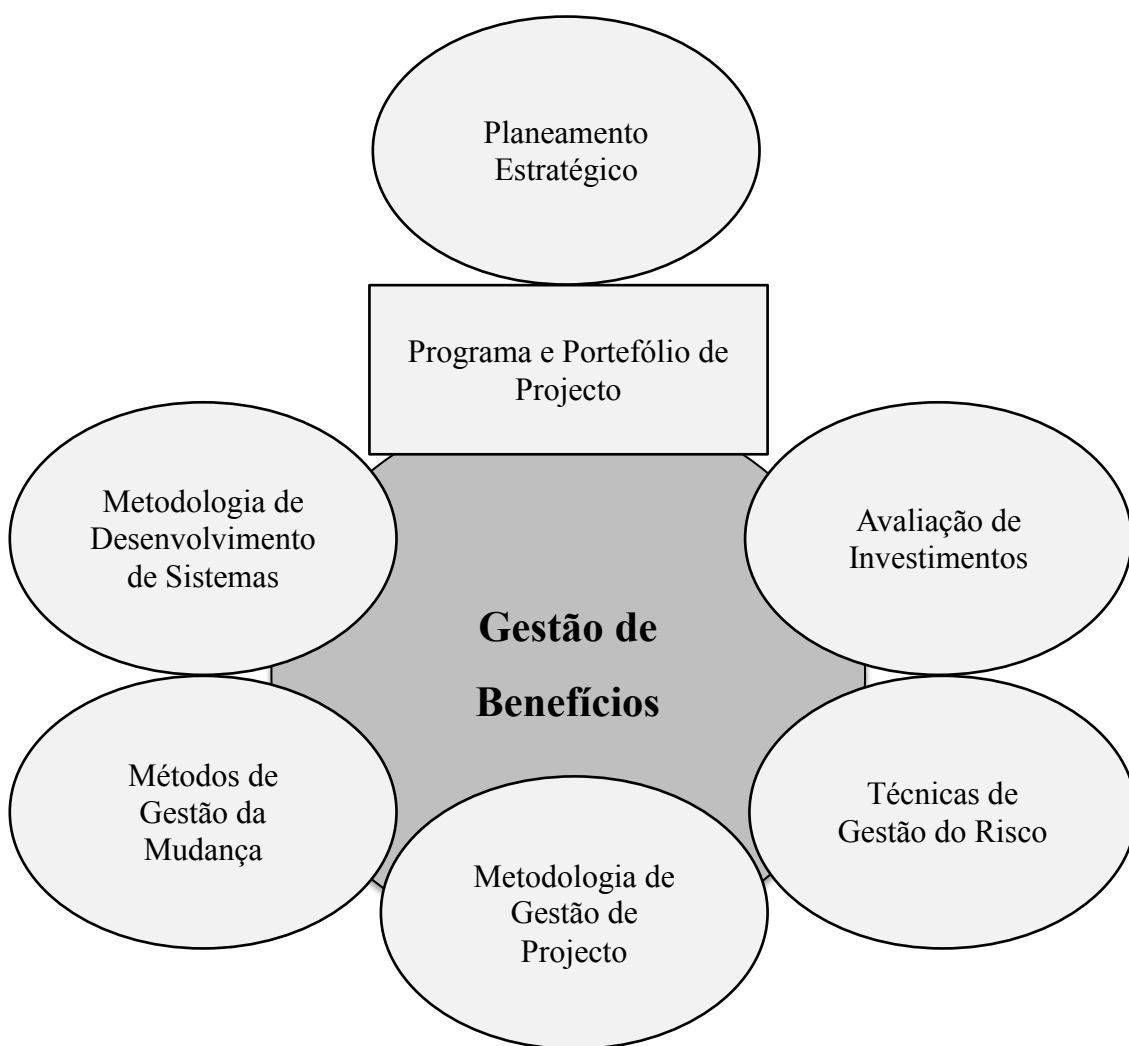 Planeamento
Estratégico
Programa e Portefólio de
Projecto
Metodologia de
Desenvolvimento
de Sistemas
Avaliação de
Investimentos
Gestão de
Benefícios
Métodos de
Gestão da
Mudança
Técnicas de
Gestão do Risco
Metodologia de
Gestão de
Projecto